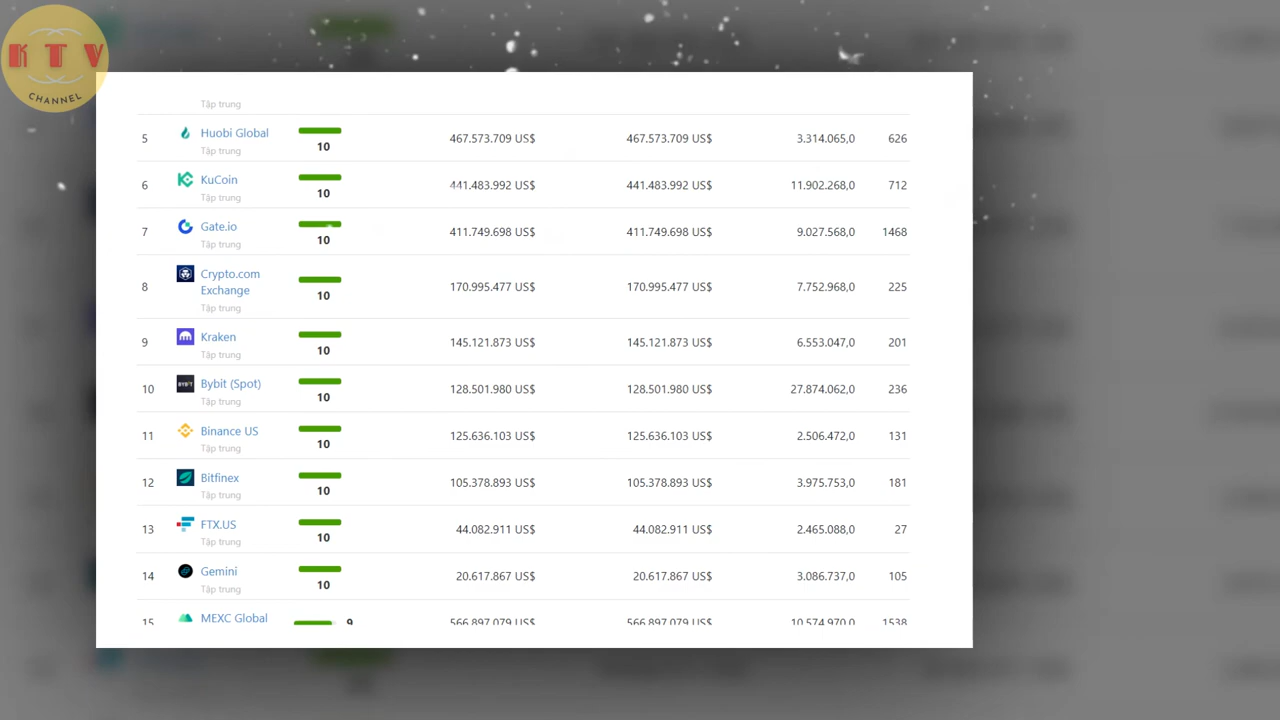 KTV
CHANNEL
Tập trung
5 Huobi Global 10 467.573.709 US$ 467.573.709 US$ 3.314.065,0 626
Tập trung
6 KuCoin 10 441.483.992 US$ 441.483.992 US$ 11.902.268,0 712
Tập trung
7 Gate.io 10 411.749.698 US$ 411.749.698 US$ 9.027.568,0 1468
Tập trung
8 Crypto.com Exchange 10 170.995.477 US$ 170.995.477 US$ 7.752.968,0 225
Tập trung
9 Kraken 10 145.121.873 US$ 145.121.873 US$ 6.553.047,0 201
Tập trung
10 Bybit (Spot) 10 128.501.980 US$ 128.501.980 US$ 27.874.062,0 236
Tập trung
11 Binance US 10 125.636.103 US$ 125.636.103 US$ 2.506.472,0 131
Tập trung
12 Bitfinex 10 105.378.893 US$ 105.378.893 US$ 3.975.753,0 181
Tập trung
13 FTX.US 10 44.082.911 US$ 44.082.911 US$ 2.465.088,0 27
Tập trung
14 Gemini 10 20.617.867 US$ 20.617.867 US$ 3.086.737,0 105
Tập trung
15 MEXC Global 9 566.897.079 US$ 566.897.079 US$ 10.574.970,0 1538